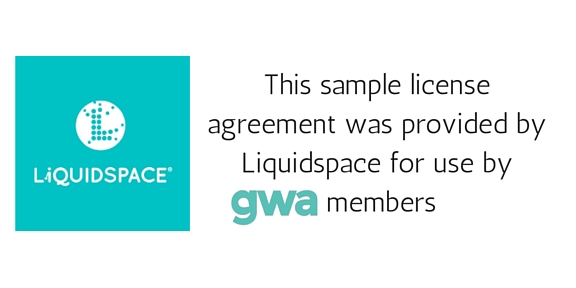 LiQUIDSPACE®
This sample license
agreement was provided by
Liquidspace for use by
gwa members